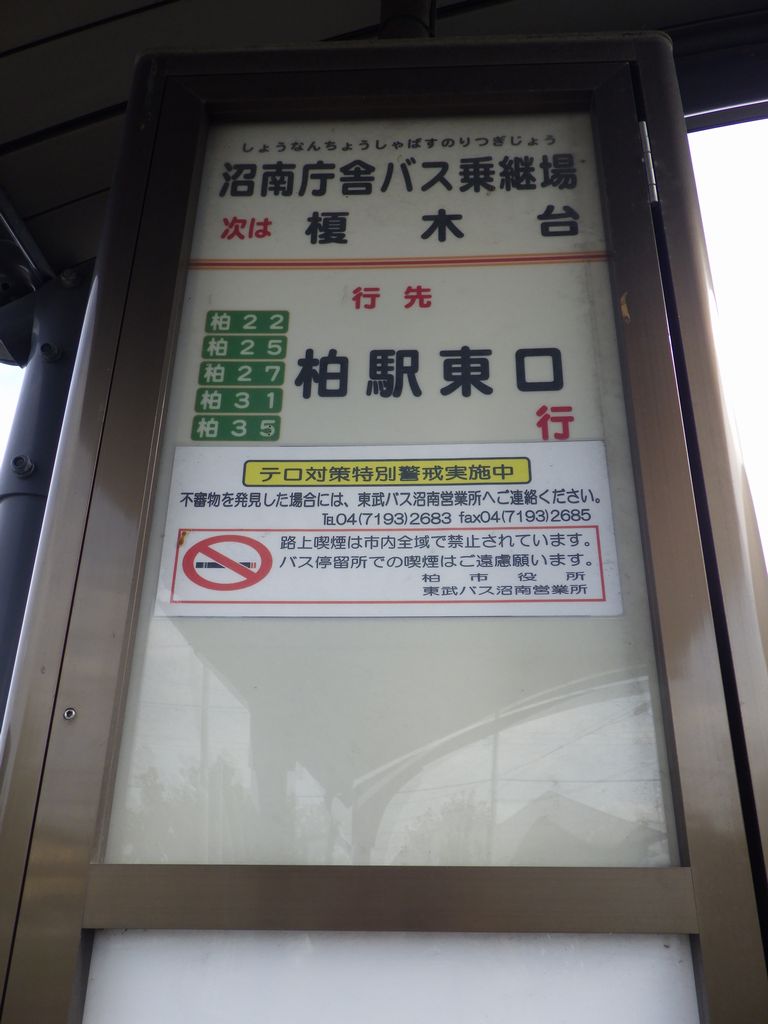 しょうなんちょうしゃばすのりつぎじょう
沼南庁舎バス乗継場
次は 榎木台
行先
柏22
柏25
柏27
柏31
柏35
柏駅東口
行
テロ対策特別警戒実施中
不審物を発見した場合には、東武バス沼南営業所へご連絡ください。
℡04(7193)2683 fax04(7193)2685
路上喫煙は市内全域で禁止されています。
バス停留所での喫煙はご遠慮願います。
柏市役所
東武バス沼南営業所